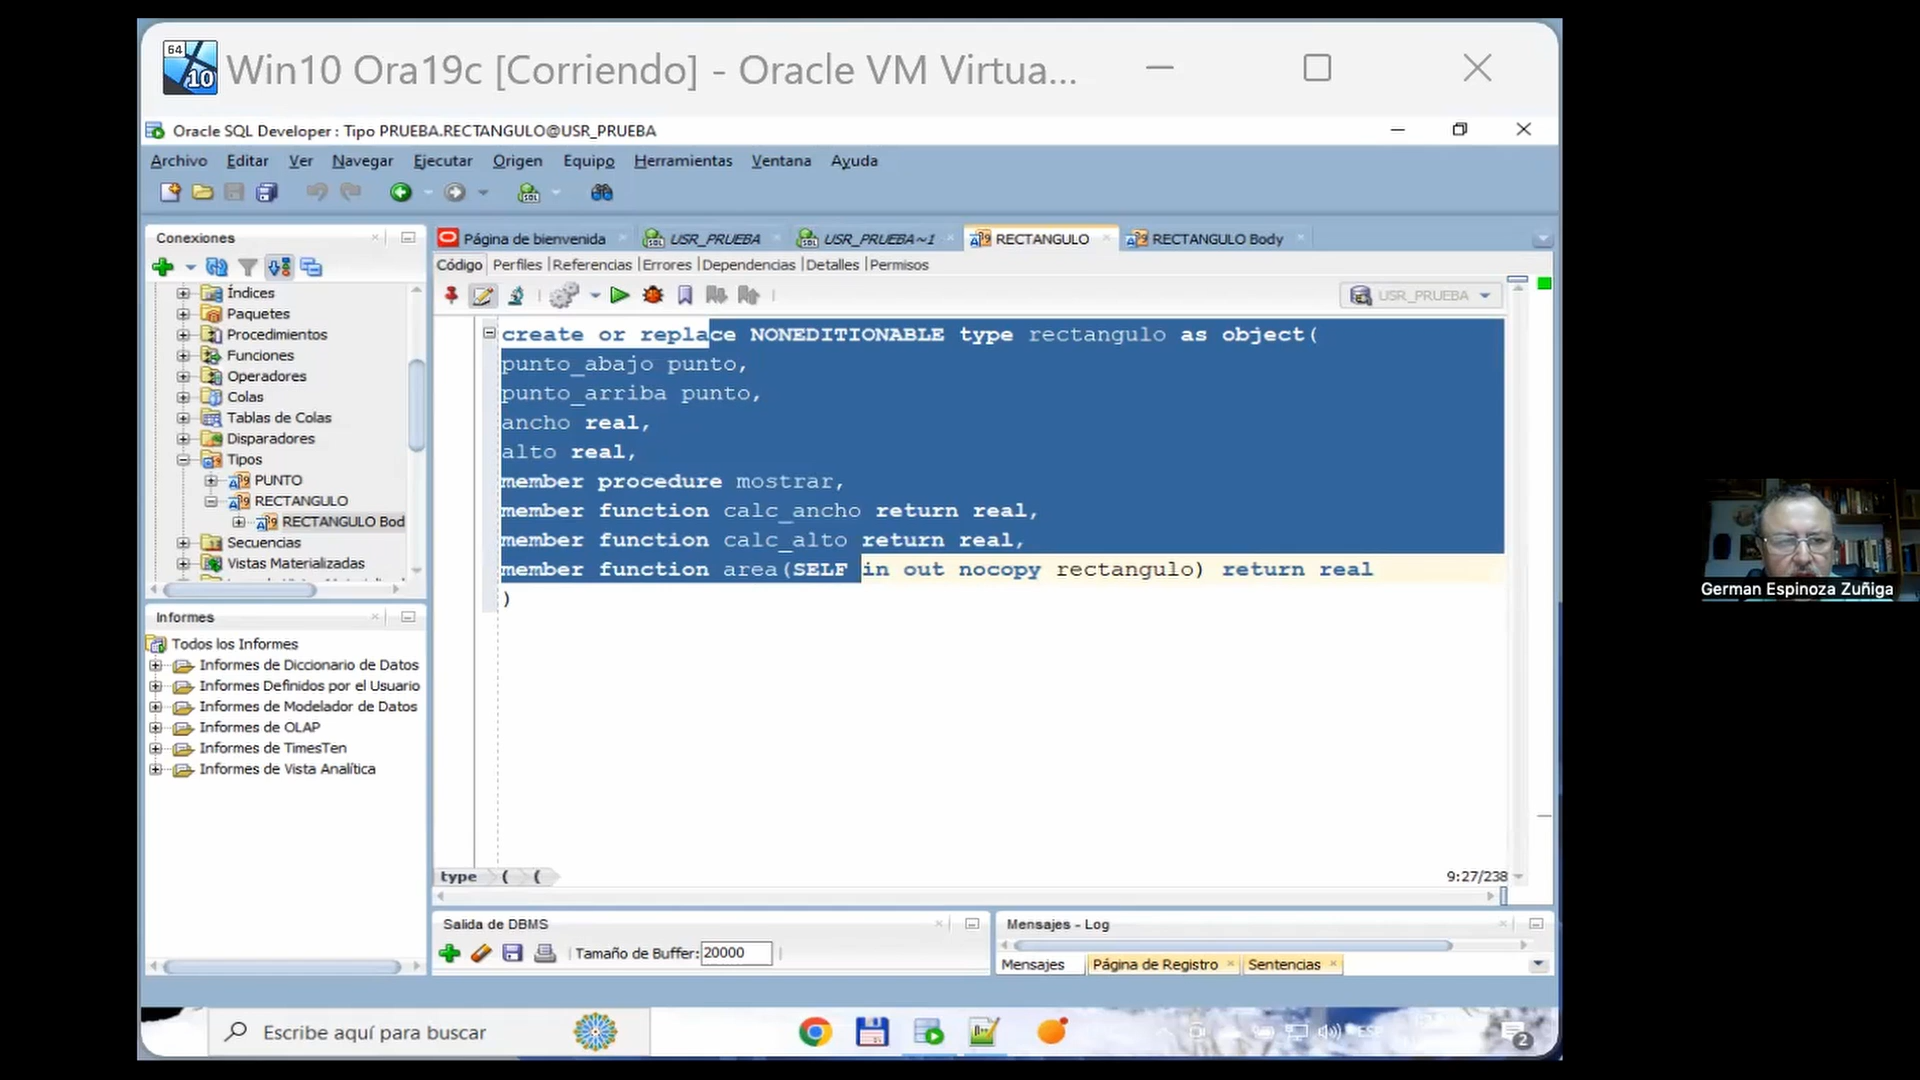 64
10
Win10 Ora19c [Corriendo] - Oracle VM Virtua...
Oracle SQL Developer : Tipo PRUEBA.RECTANGULO@USR_PRUEBA
Archivo Editar Ver Navegar Ejecutar Origen Equipo Herramientas Ventana Ayuda
SQL
Conexiones
Índices
Paquetes
Procedimientos
Funciones
Operadores
Colas
Tablas de Colas
Disparadores
Tipos
PUNTO
RECTANGULO
RECTANGULO Bod
Secuencias
Vistas Materializadas
Informes
Todos los Informes
Informes de Diccionario de Datos
Informes Definidos por el Usuario
Informes de Modelador de Datos
Informes de OLAP
Informes de TimesTen
Informes de Vista Analítica
Página de bienvenida USR_PRUEBA USR_PRUEBA~1 RECTANGULO RECTANGULO Body
Código Perfiles Referencias Errores Dependencias Detalles Permisos
USR_PRUEBA
create or replace NONEDITIONABLE type rectangulo as object(
punto_abajo punto,
punto_arriba punto,
ancho real,
alto real,
member procedure mostrar,
member function calc_ancho return real,
member function calc_alto return real,
member function area(SELF in out nocopy rectangulo) return real
)
type ( (
9:27/238
Salida de DBMS
Tamaño de Buffer: 20000
Mensajes - Log
Mensajes Página de Registro Sentencias
Escribe aquí para buscar
ESP
2
German Espinoza Zuñiga